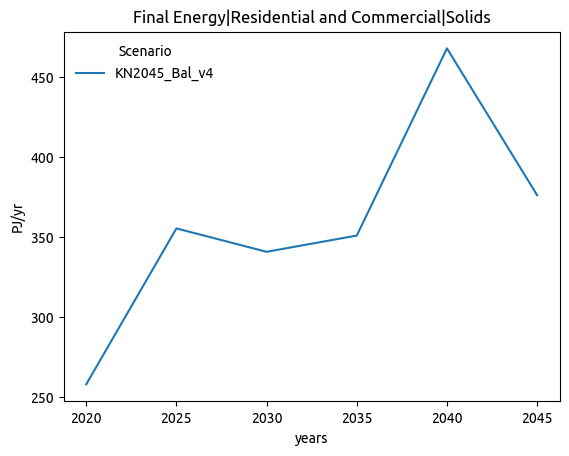 Final Energy|Residential and Commercial|Solids
Scenario
KN2045_Bal_v4
PJ/yr
450
400
350
300
250
2020 2025 2030 2035 2040 2045
years